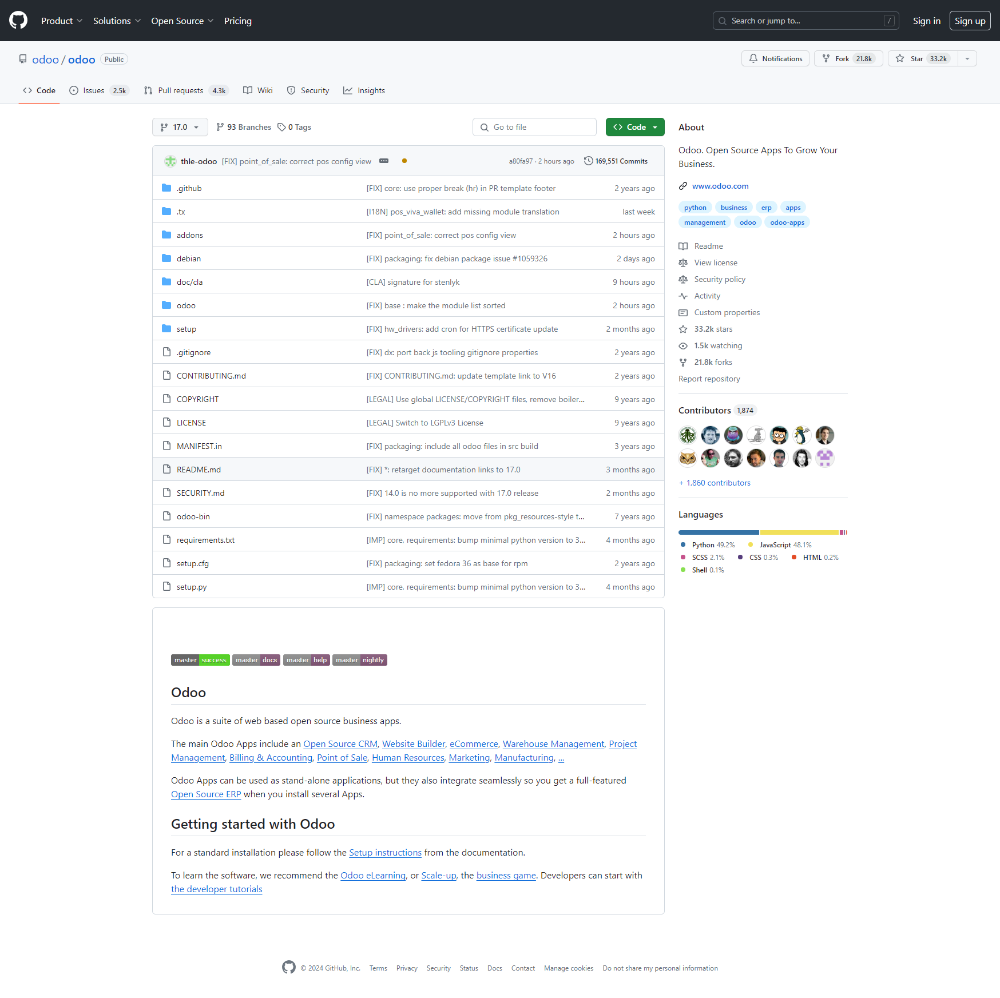 Product Solutions Open Source Pricing Search or jump to... / Sign in Sign up
odoo / odoo Public Notifications Fork 21.8k Star 33.2k
Code Issues 2.5k Pull requests 4.3k Wiki Security Insights
17.0 93 Branches 0 Tags Go to file Code
thle-odoo [FIX] point_of_sale: correct pos config view a80fa97 · 2 hours ago 169,551 Commits
.github [FIX] core: use proper break (hr) in PR template footer 2 years ago
.tx [I18N] pos_viva_wallet: add missing module translation last week
addons [FIX] point_of_sale: correct pos config view 2 hours ago
debian [FIX] packaging: fix debian package issue #1059326 2 days ago
doc/cla [CLA] signature for stenlyk 9 hours ago
odoo [FIX] base : make the module list sorted 2 hours ago
setup [FIX] hw_drivers: add cron for HTTPS certificate update 2 months ago
.gitignore [FIX] dx: port back js tooling gitignore properties 2 years ago
CONTRIBUTING.md [FIX] CONTRIBUTING.md: update template link to V16 2 years ago
COPYRIGHT [LEGAL] Use global LICENSE/COPYRIGHT files, remove boiler... 9 years ago
LICENSE [LEGAL] Switch to LGPLv3 License 9 years ago
MANIFEST.in [FIX] packaging: include all odoo files in src build 3 years ago
README.md [FIX] *: retarget documentation links to 17.0 3 months ago
SECURITY.md [FIX] 14.0 is no more supported with 17.0 release 2 months ago
odoo-bin [FIX] namespace packages: move from pkg_resources-style t... 7 years ago
requirements.txt [IMP] core, requirements: bump minimal python version to 3... 4 months ago
setup.cfg [FIX] packaging: set fedora 36 as base for rpm 2 years ago
setup.py [IMP] core, requirements: bump minimal python version to 3... 4 months ago
master success master docs master help master nightly
Odoo
Odoo is a suite of web based open source business apps.
The main Odoo Apps include an Open Source CRM, Website Builder, eCommerce, Warehouse Management, Project
Management, Billing & Accounting, Point of Sale, Human Resources, Marketing, Manufacturing, ...
Odoo Apps can be used as stand-alone applications, but they also integrate seamlessly so you get a full-featured
Open Source ERP when you install several Apps.
Getting started with Odoo
For a standard installation please follow the Setup instructions from the documentation.
To learn the software, we recommend the Odoo eLearning, or Scale-up, the business game. Developers can start with
the developer tutorials
About
Odoo. Open Source Apps To Grow Your
Business.
www.odoo.com
python business erp apps
management odoo odoo-apps
Readme
View license
Security policy
Activity
Custom properties
33.2k stars
1.5k watching
21.8k forks
Report repository
Contributors 1,874
+ 1,860 contributors
Languages
Python 49.2% JavaScript 48.1%
SCSS 2.1% CSS 0.3% HTML 0.2%
Shell 0.1%
© 2024 GitHub, Inc. Terms Privacy Security Status Docs Contact Manage cookies Do not share my personal information